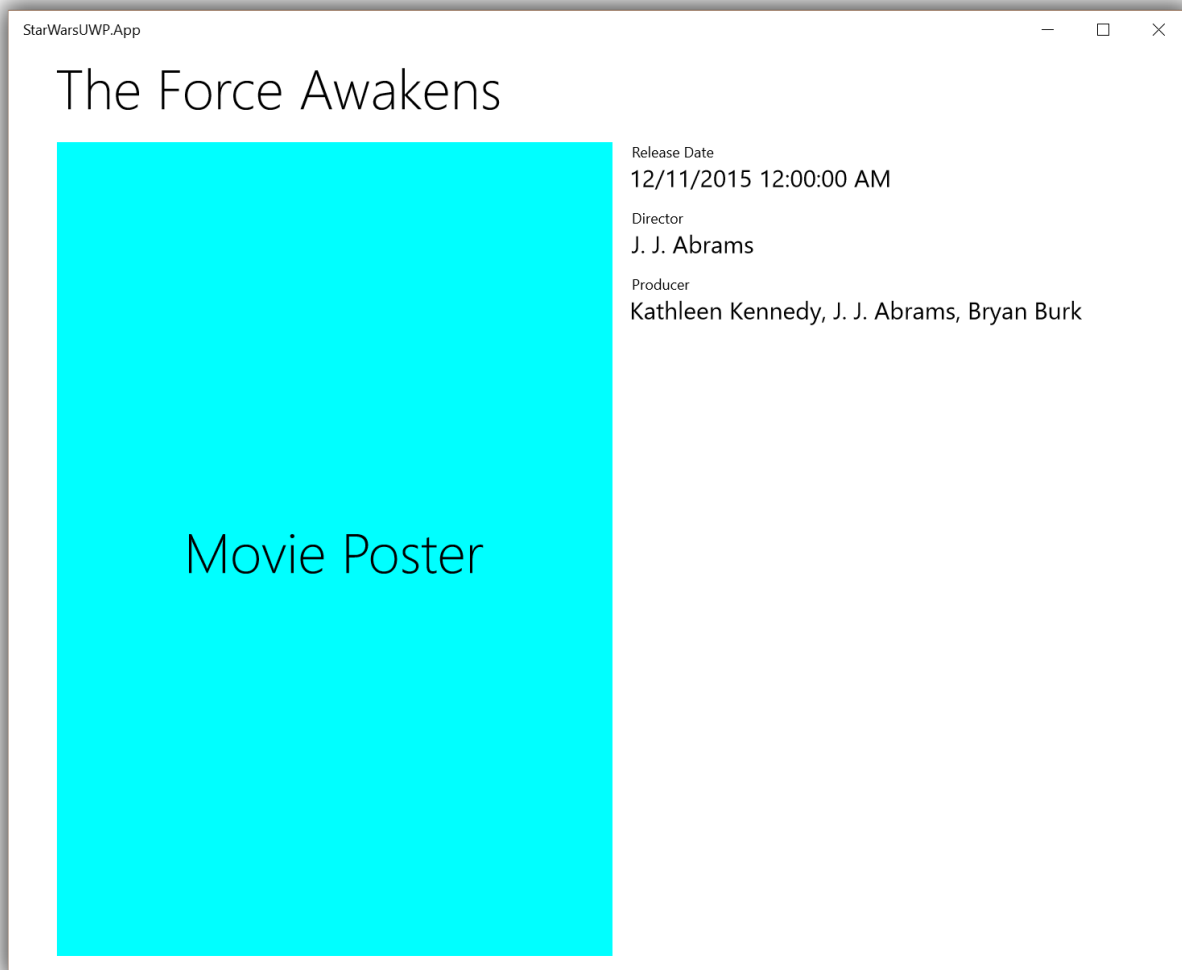 StarWarsUWP.App
The Force Awakens
Release Date
12/11/2015 12:00:00 AM
Director
J. J. Abrams
Producer
Kathleen Kennedy, J. J. Abrams, Bryan Burk
Movie Poster